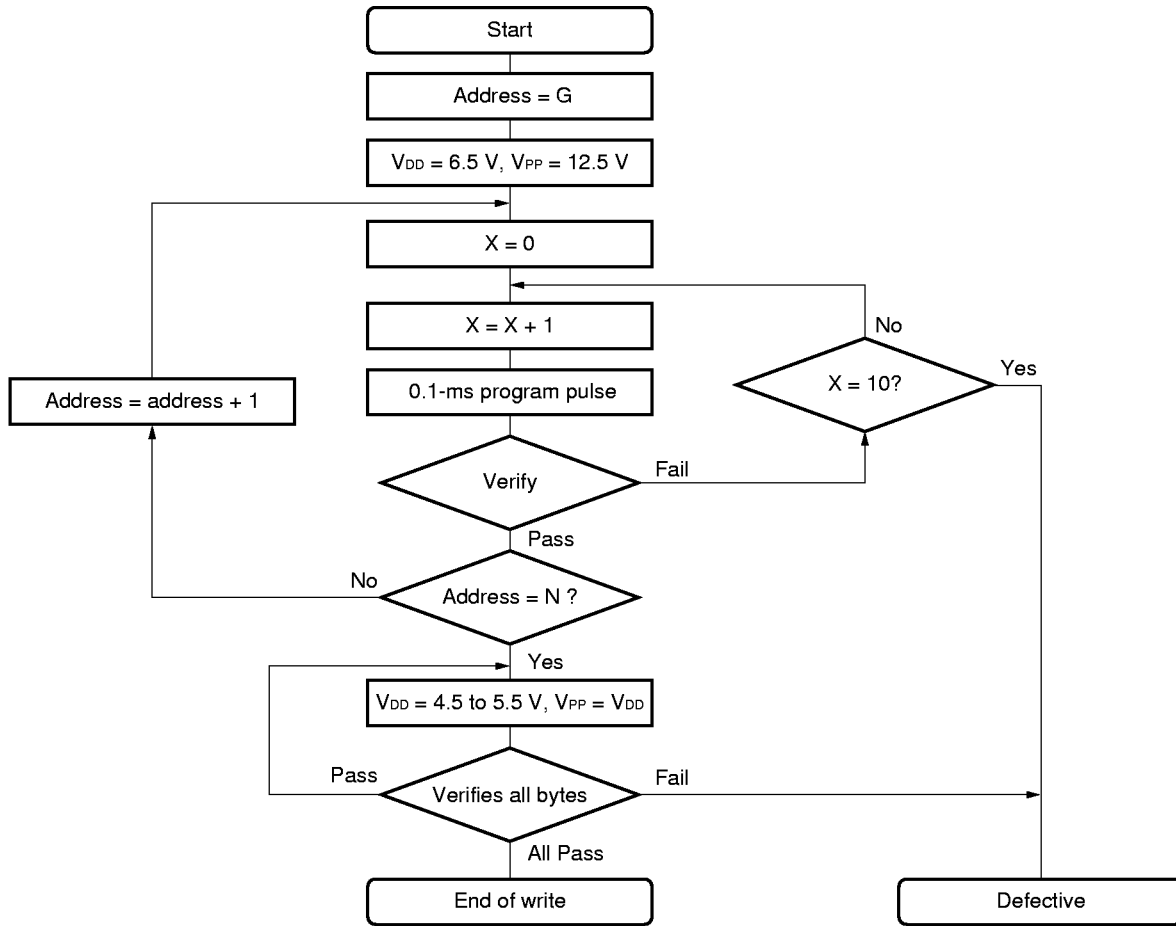 Start
Address = G
VDD = 6.5 V, VPP = 12.5 V
X = 0
X = X + 1
No
X = 10?
Yes
Address = address + 1
0.1-ms program pulse
Verify
Fail
Pass
No
Address = N ?
Yes
VDD = 4.5 to 5.5 V, VPP = VDD
Pass
Verifies all bytes
Fail
All Pass
End of write
Defective